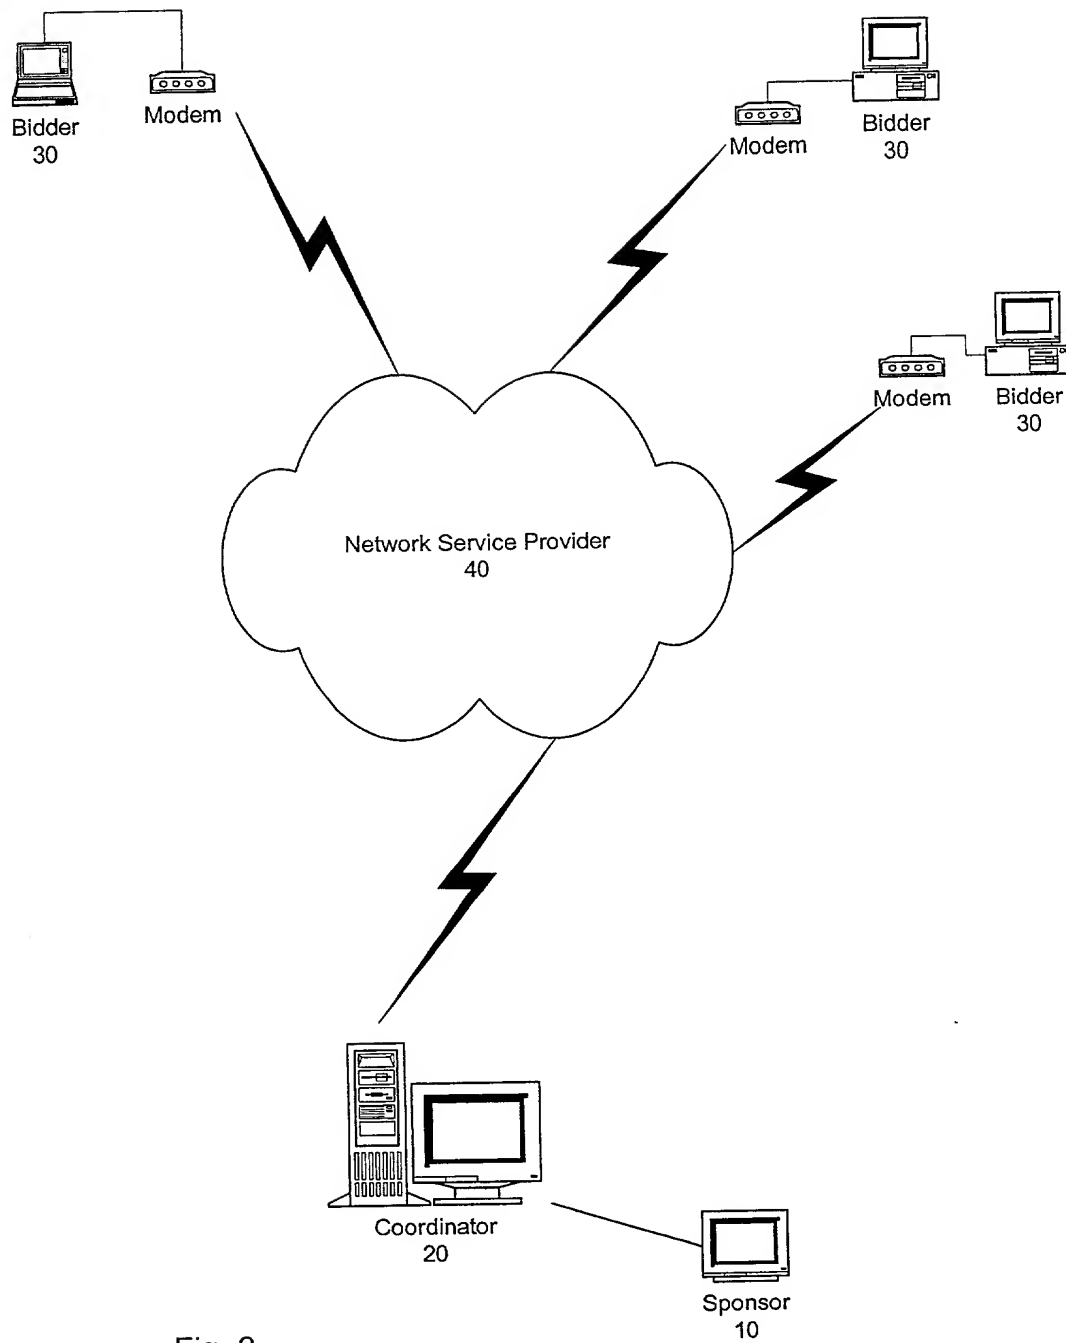 Bidder
30
Modem
Modem
Bidder
30
Modem
Bidder
30
Network Service Provider
40
Coordinator
20
Sponsor
10